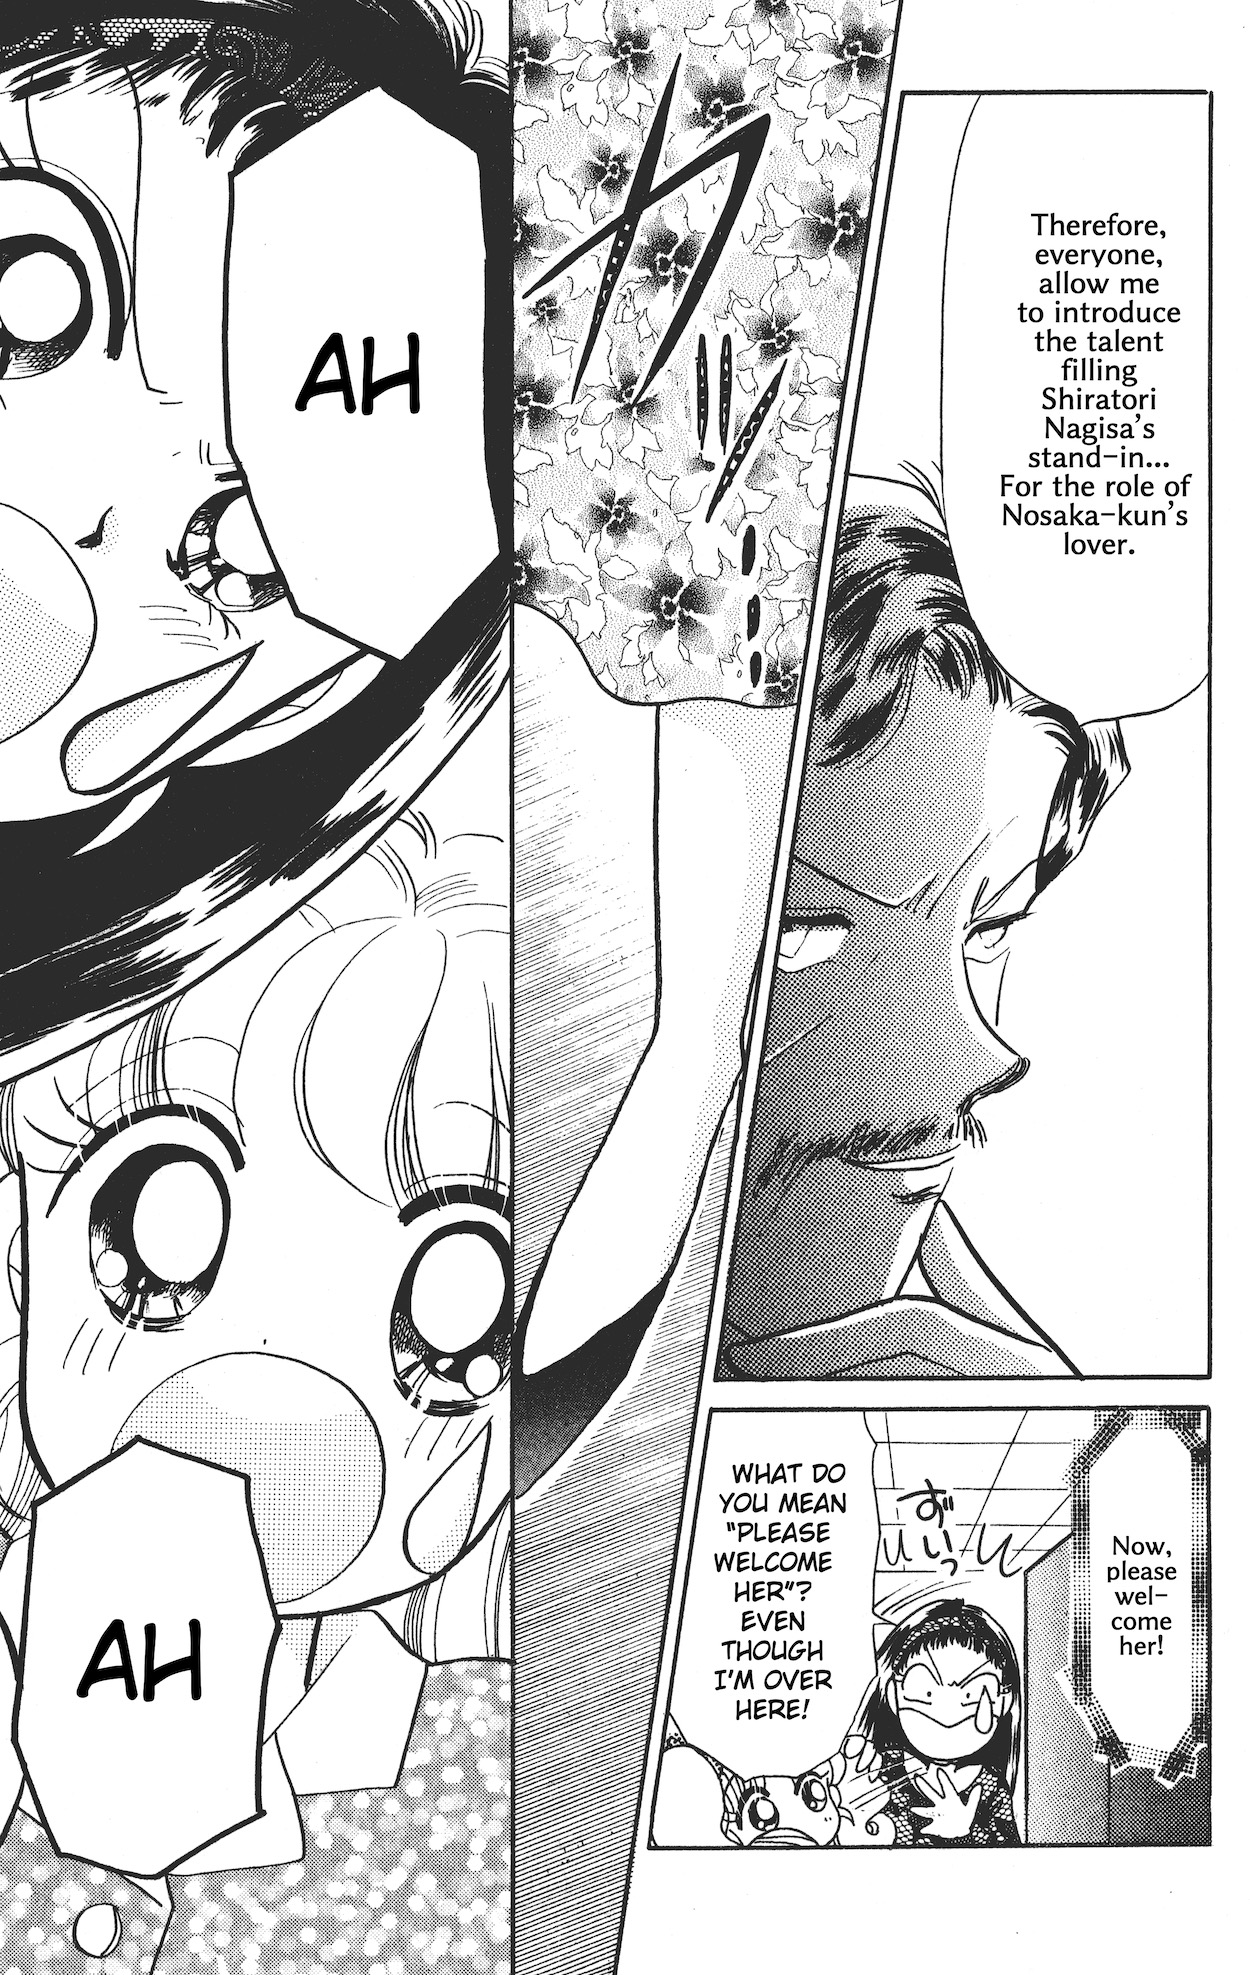 Therefore,
everyone,
allow me
to introduce
the talent
filling
Shiratori
Nagisa's
stand-in...
For the role of
Nosaka-kun's
lover.
Now,
please
wel-
come
her!
ずいっ
WHAT DO
YOU MEAN
"PLEASE
WELCOME
HER"?
EVEN
THOUGH
I'M OVER
HERE!
カッ
AH
AH